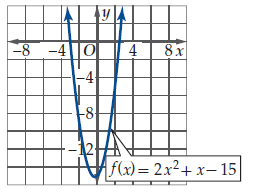 y
-8 -4 O 4 8 x
-4
-8
-12
f(x) = 2x² + x − 15